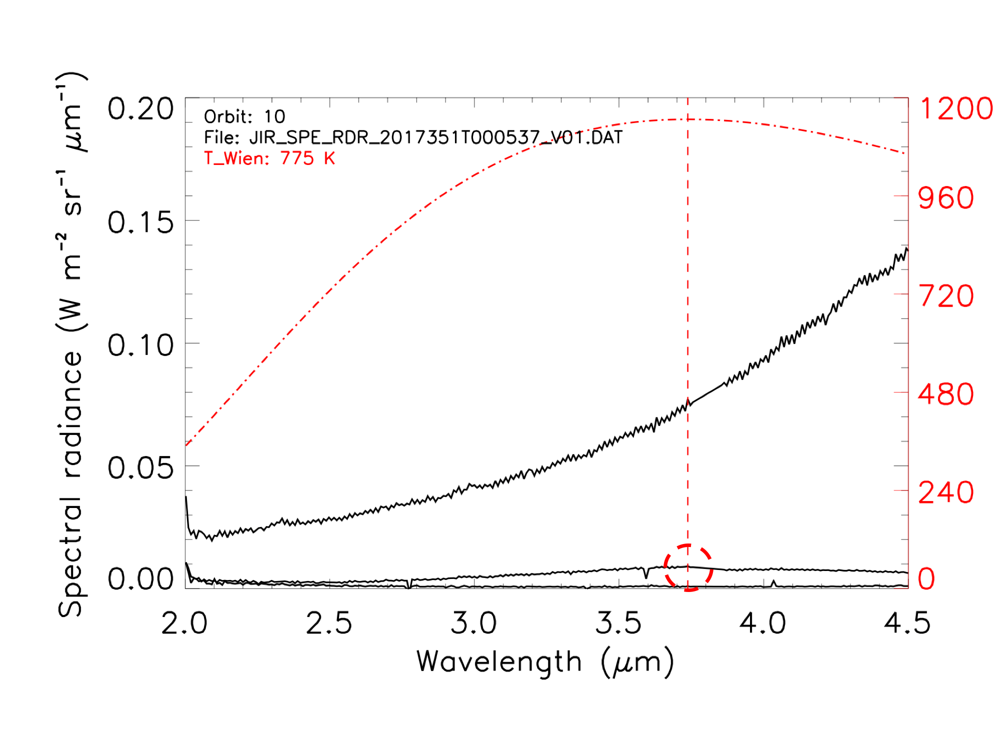 Orbit: 10
File: JIR_SPE_RDR_2017351T000537_V01.DAT
T_Wien: 775 K
Spectral radiance (W m⁻² sr⁻¹ μm⁻¹)
0.20
0.15
0.10
0.05
0.00
1200
960
720
480
240
0
2.0 2.5 3.0 3.5 4.0 4.5
Wavelength (μm)